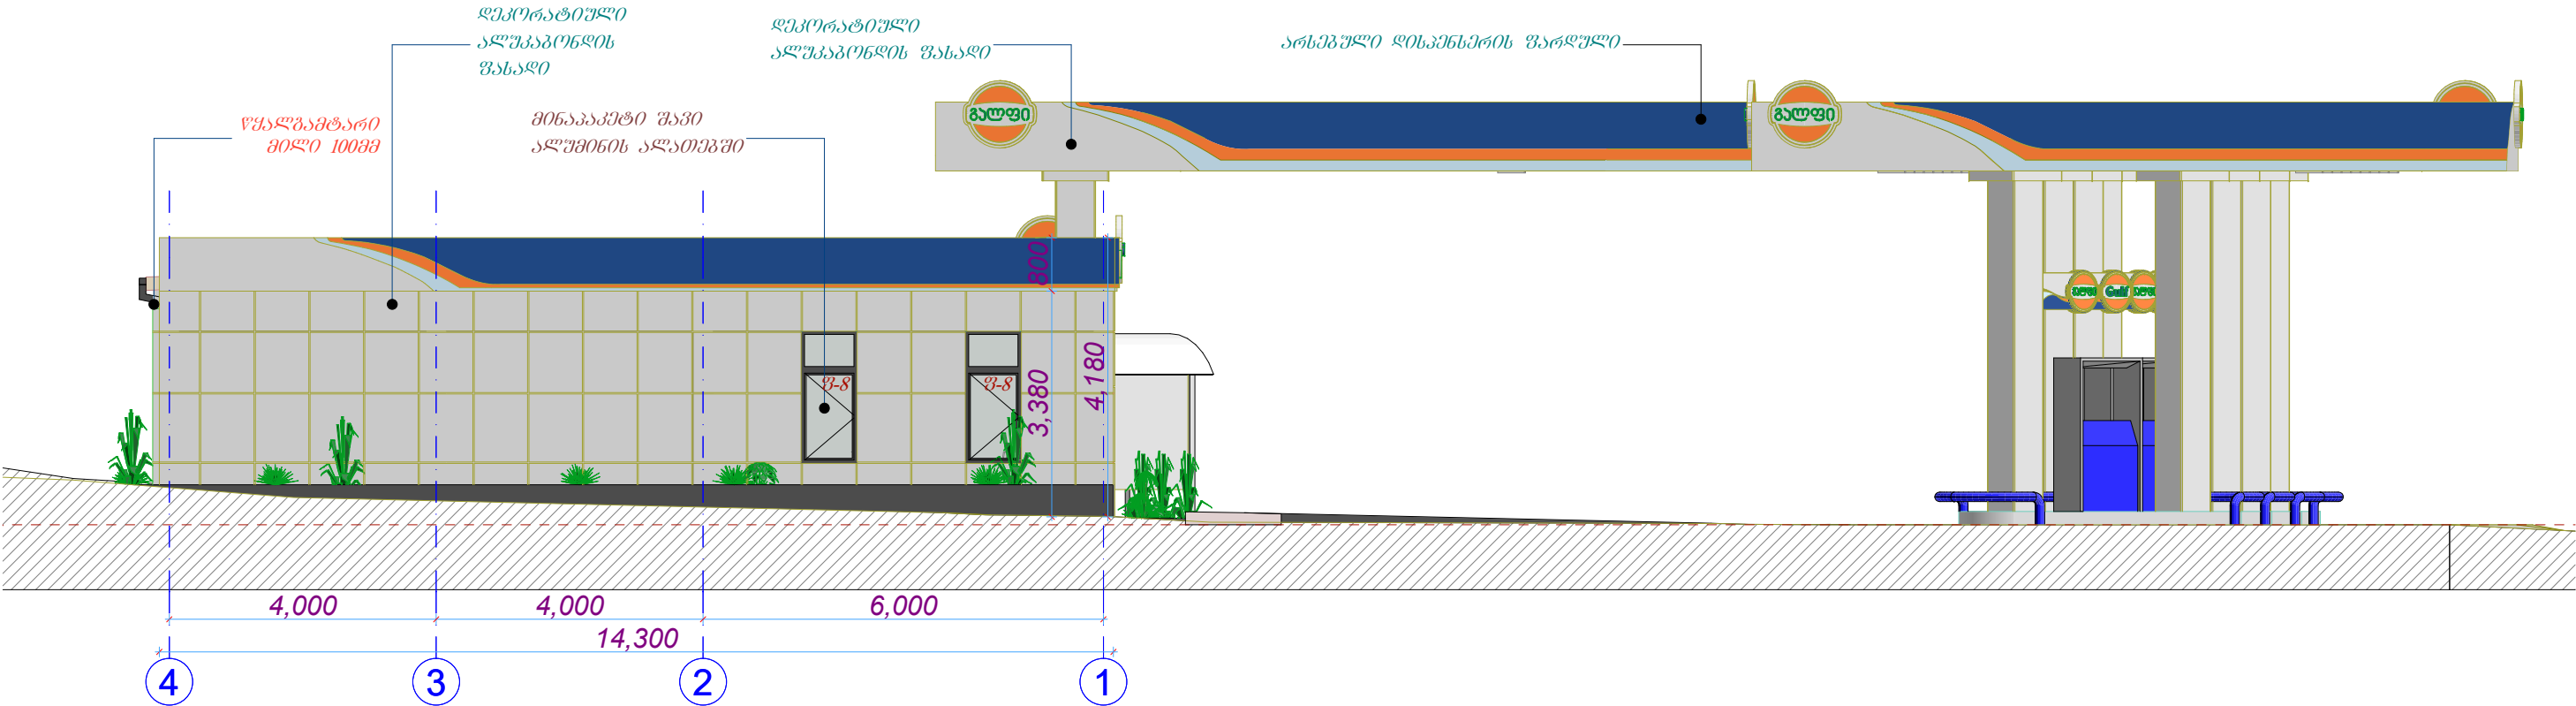 დეკორატიული
ალუკაბონდის
ფასადი
დეკორატიული
ალუკაბონდის ფასადი
არსებული დისპენსერის ფარდული
წყალგამტარი
მილი 100მმ
მინაპაკეტი შავი
ალუმინის ალათებში
გალფი
გალფი
800
3,380
4,180
ფ-8
ფ-8
4,000
4,000
6,000
14,300
4
3
2
1